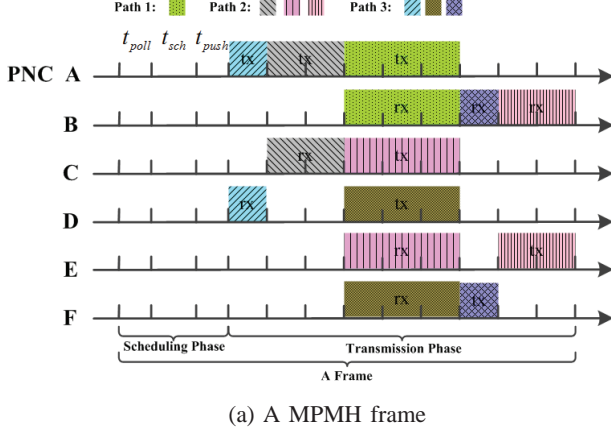 Path 1: Path 2: Path 3:
t_poll t_sch t_push
PNC A tx tx tx
B rx rx rx
C rx tx
D rx tx
E rx tx
F rx tx
Scheduling Phase Transmission Phase
A Frame
(a) A MPMH frame